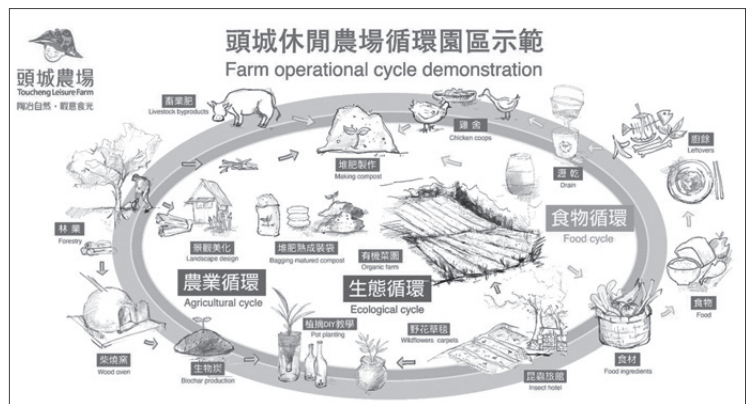 頭城農場
Toucheng Leisure Farm
陶冶自然・暇意食光
頭城休閒農場循環園區示範
Farm operational cycle demonstration
畜業肥
Livestock byproducts
雞舍
Chicken coops
廚餘
Leftovers
堆肥製作
Making compost
瀝乾
Drain
林業
Forestry
景觀美化
Landscape design
堆肥熟成裝袋
Bagging matured compost
有機菜園
Organic farm
食物循環
Food cycle
農業循環
Agricultural cycle
生態循環
Ecological cycle
食物
Food
柴燒窯
Wood oven
生物炭
Biochar production
植摘DIY教學
Pot planting
野花草毯
Wildflowers carpets
昆蟲旅館
Insect hotel
食材
Food ingredients